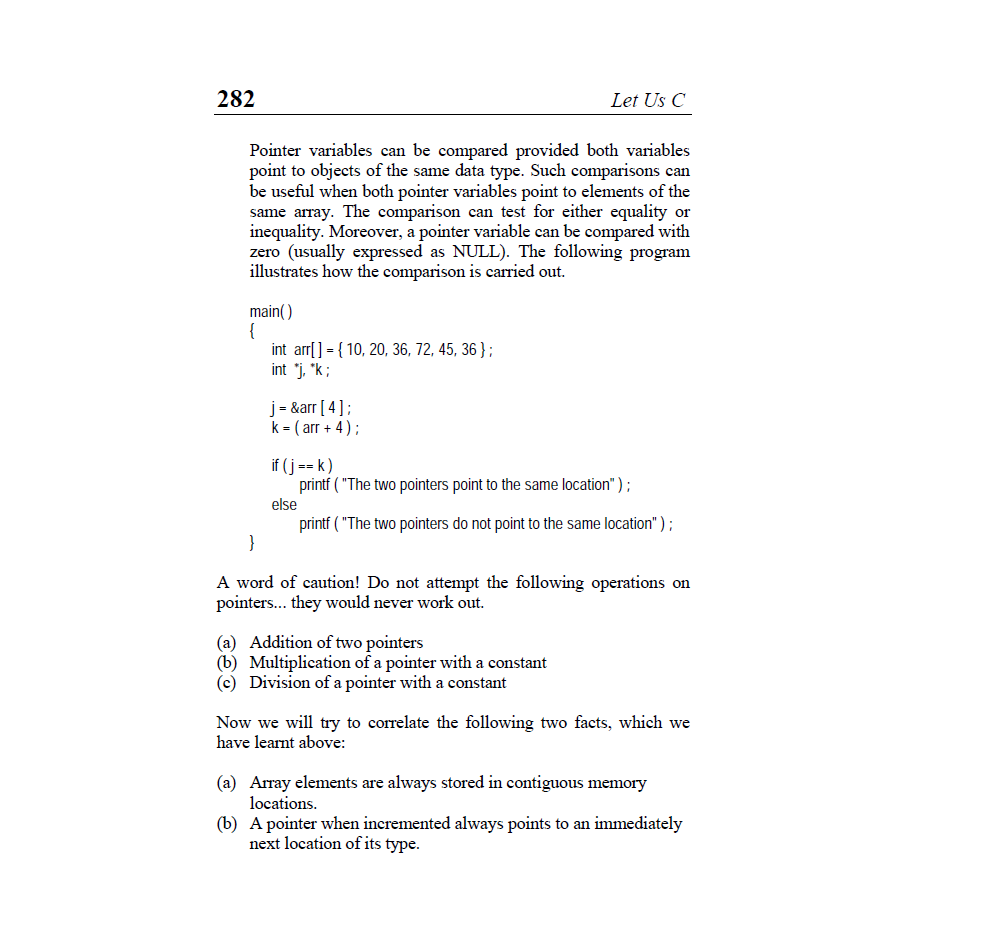 282 Let Us C
Pointer variables can be compared provided both variables
point to objects of the same data type. Such comparisons can
be useful when both pointer variables point to elements of the
same array. The comparison can test for either equality or
inequality. Moreover, a pointer variable can be compared with
zero (usually expressed as NULL). The following program
illustrates how the comparison is carried out.
main( )
{
int arr[ ] = { 10, 20, 36, 72, 45, 36 } ;
int *j, *k ;
j = &arr [ 4 ] ;
k = ( arr + 4 ) ;
if ( j == k )
printf ( "The two pointers point to the same location" ) ;
else
printf ( "The two pointers do not point to the same location" ) ;
}
A word of caution! Do not attempt the following operations on
pointers... they would never work out.
(a) Addition of two pointers
(b) Multiplication of a pointer with a constant
(c) Division of a pointer with a constant
Now we will try to correlate the following two facts, which we
have learnt above:
(a) Array elements are always stored in contiguous memory
locations.
(b) A pointer when incremented always points to an immediately
next location of its type.